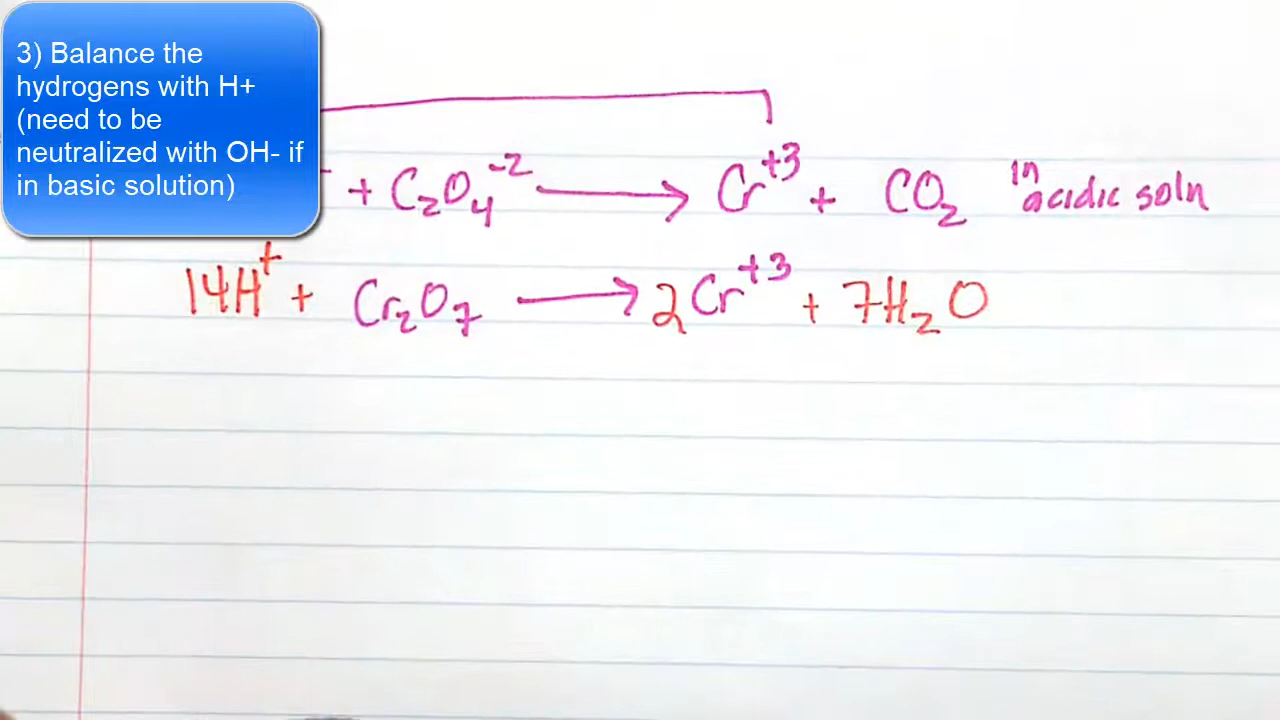 3) Balance the
hydrogens with H+
(need to be
neutralized with OH- if
in basic solution)
+ C₂O₄⁻² ⟶ Cr⁺³ + CO₂ in acidic soln
14H⁺ + Cr₂O₇ ⟶ 2Cr⁺³ + 7H₂O